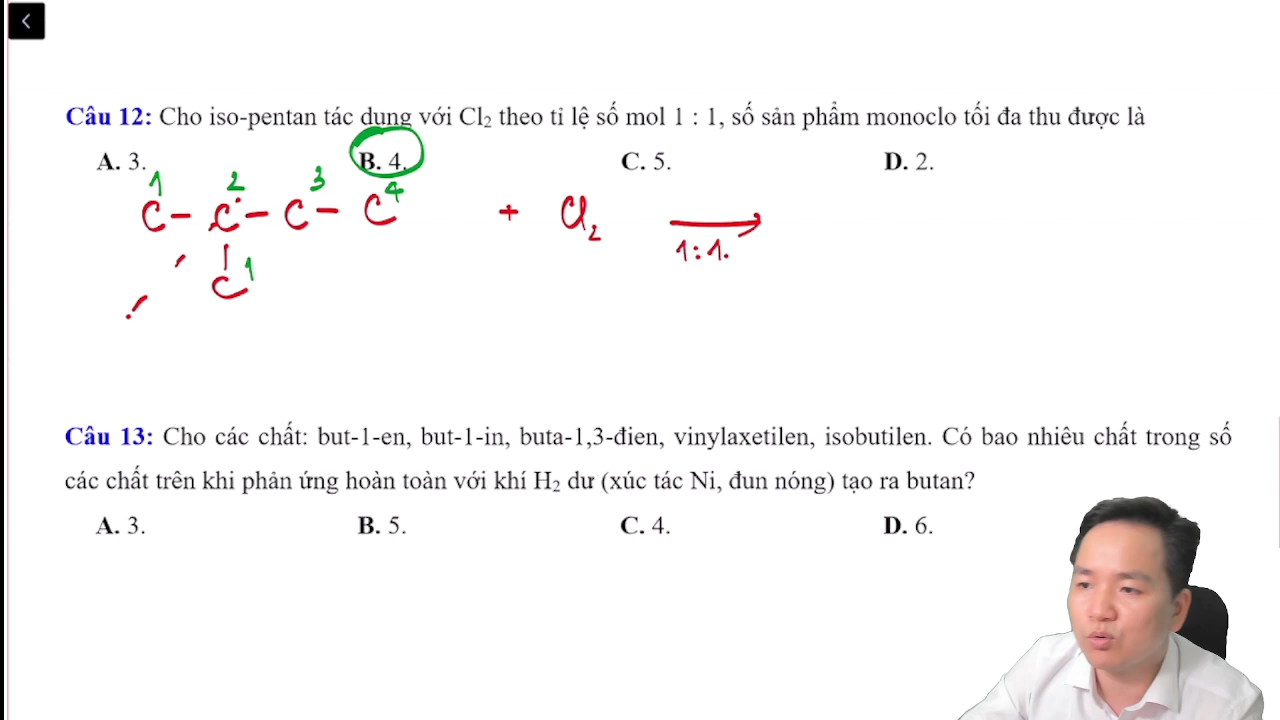 Câu 12: Cho iso-pentan tác dụng với Cl₂ theo tỉ lệ số mol 1 : 1, số sản phẩm monoclo tối đa thu được là
A. 3. B. 4. C. 5. D. 2.
1 2 3 4
C - C - C - C + Cl₂ →
1:1.
C 1
Câu 13: Cho các chất: but-1-en, but-1-in, buta-1,3-đien, vinylaxetilen, isobutilen. Có bao nhiêu chất trong số
các chất trên khi phản ứng hoàn toàn với khí H₂ dư (xúc tác Ni, đun nóng) tạo ra butan?
A. 3. B. 5. C. 4. D. 6.